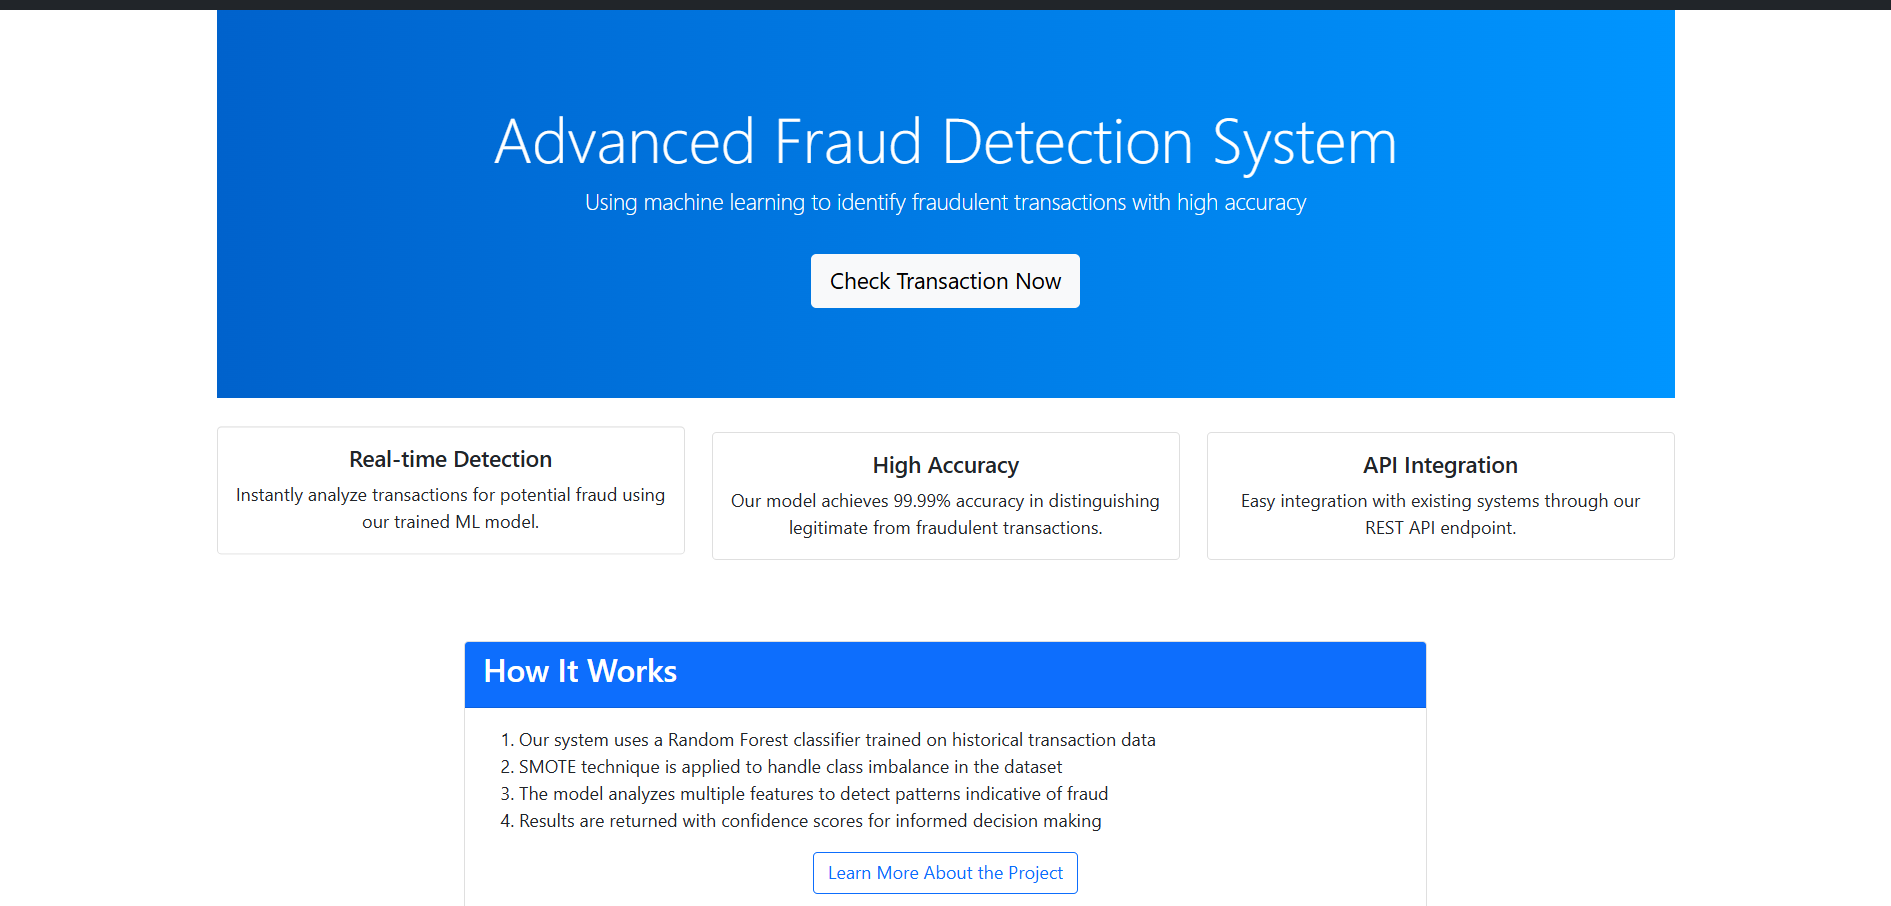 Advanced Fraud Detection System
Using machine learning to identify fraudulent transactions with high accuracy
Check Transaction Now
Real-time Detection
Instantly analyze transactions for potential fraud using
our trained ML model.
High Accuracy
Our model achieves 99.99% accuracy in distinguishing
legitimate from fraudulent transactions.
API Integration
Easy integration with existing systems through our
REST API endpoint.
How It Works
1. Our system uses a Random Forest classifier trained on historical transaction data
2. SMOTE technique is applied to handle class imbalance in the dataset
3. The model analyzes multiple features to detect patterns indicative of fraud
4. Results are returned with confidence scores for informed decision making
Learn More About the Project